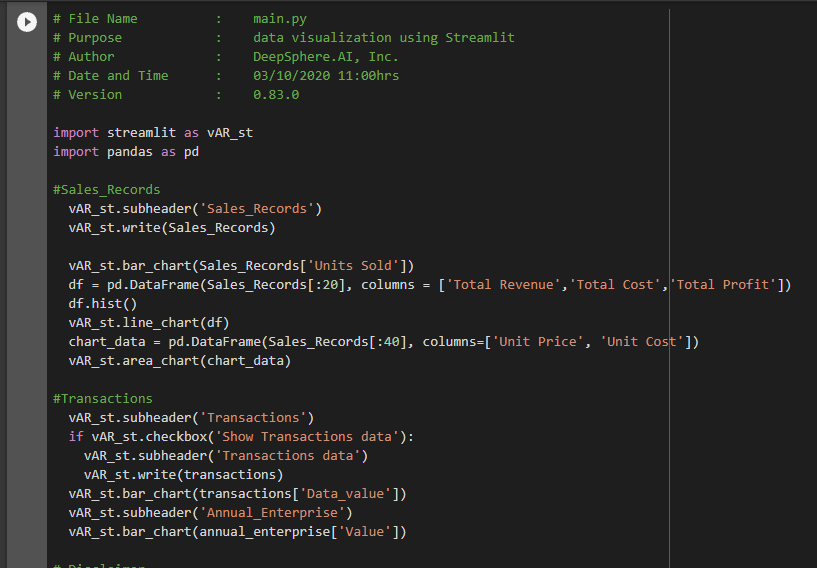 # File Name          :    main.py
# Purpose            :    data visualization using Streamlit
# Author             :    DeepSphere.AI, Inc.
# Date and Time      :    03/10/2020 11:00hrs
# Version            :    0.83.0

import streamlit as vAR_st
import pandas as pd

#Sales_Records
  vAR_st.subheader('Sales_Records')
  vAR_st.write(Sales_Records)

  vAR_st.bar_chart(Sales_Records['Units Sold'])
  df = pd.DataFrame(Sales_Records[:20], columns = ['Total Revenue','Total Cost','Total Profit'])
  df.hist()
  vAR_st.line_chart(df)
  chart_data = pd.DataFrame(Sales_Records[:40], columns=['Unit Price', 'Unit Cost'])
  vAR_st.area_chart(chart_data)

#Transactions
  vAR_st.subheader('Transactions')
  if vAR_st.checkbox('Show Transactions data'):
    vAR_st.subheader('Transactions data')
    vAR_st.write(transactions)
  vAR_st.bar_chart(transactions['Data_value'])
  vAR_st.subheader('Annual_Enterprise')
  vAR_st.bar_chart(annual_enterprise['Value'])

# Disclaimer